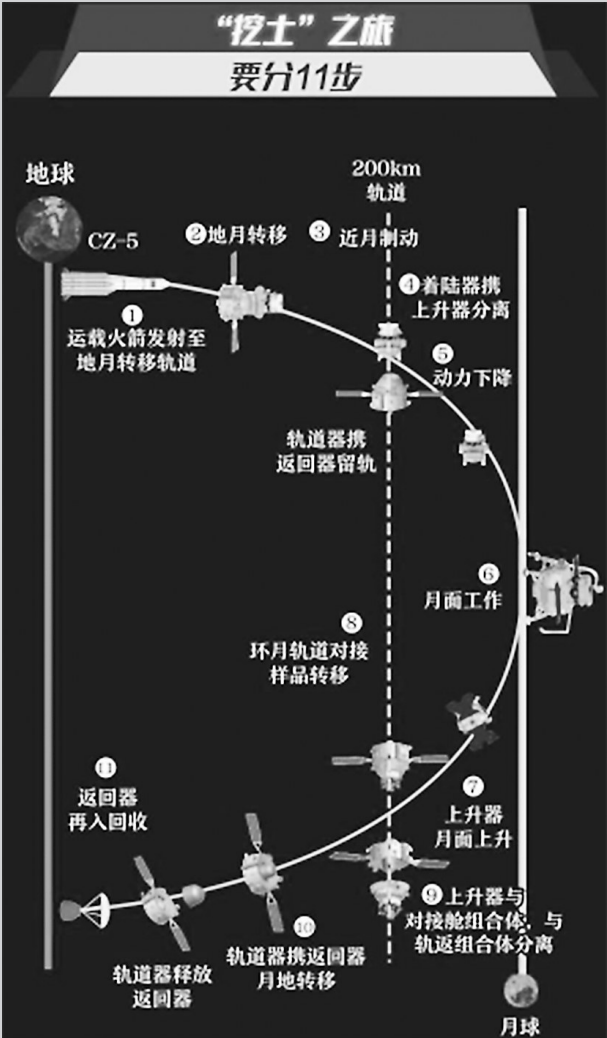 “挖土”之旅
要分11步
地球
CZ-5
200km
轨道
①
运载火箭发射至
地月转移轨道
②地月转移
③ 近月制动
④着陆器携
上升器分离
⑤
动力下降
轨道器携
返回器留轨
⑥
月面工作
⑦
上升器
月面上升
⑧
环月轨道对接
样品转移
⑨上升器与
对接舱组合体，与
轨返组合体分离
⑩
轨道器携返回器
月地转移
轨道器释放
返回器
⑪
返回器
再入回收
月球